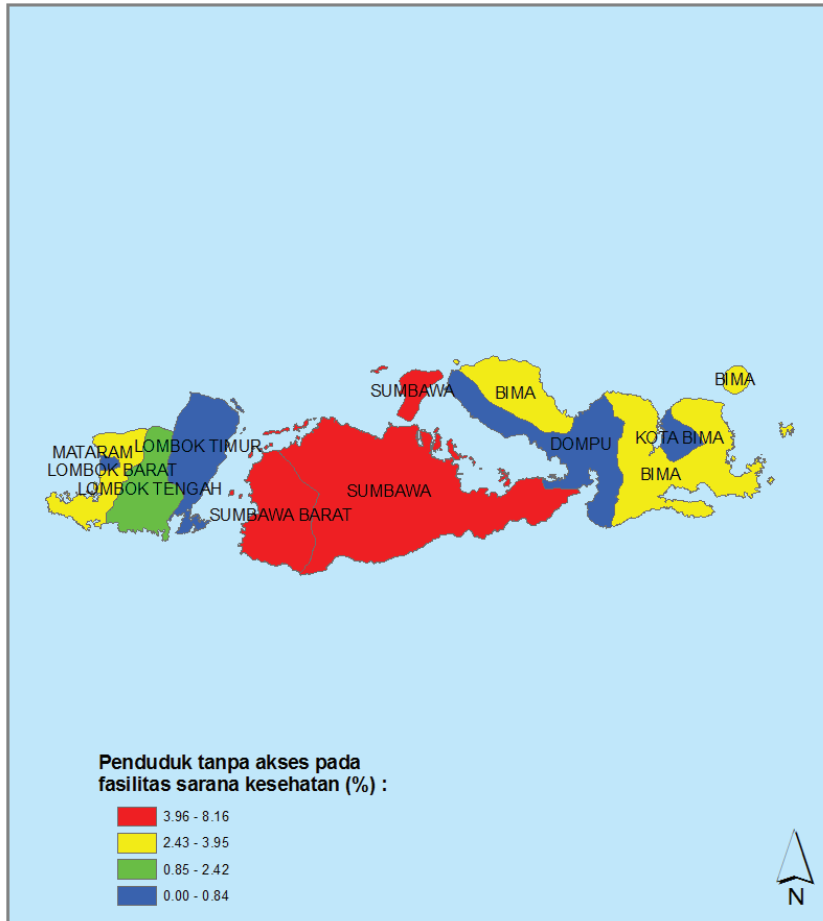 BIMA
SUMBAWA
BIMA
KOTA BIMA
DOMPU
LOMBOK TIMUR
MATARAM
LOMBOK BARAT
BIMA
LOMBOK TENGAH
SUMBAWA
SUMBAWA BARAT
Penduduk tanpa akses pada
fasilitas sarana kesehatan (%) :
3.96 - 8.16
2.43 - 3.95
0.85 - 2.42
0.00 - 0.84
N